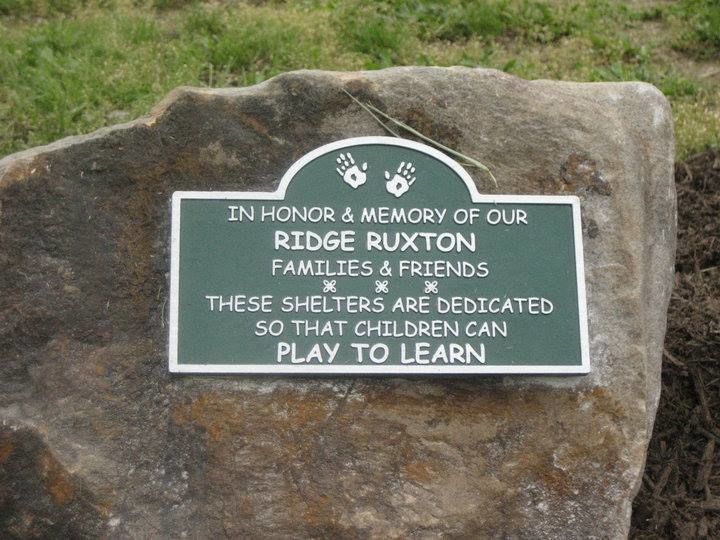 IN HONOR & MEMORY OF OUR
RIDGE RUXTON
FAMILIES & FRIENDS
THESE SHELTERS ARE DEDICATED
SO THAT CHILDREN CAN
PLAY TO LEARN